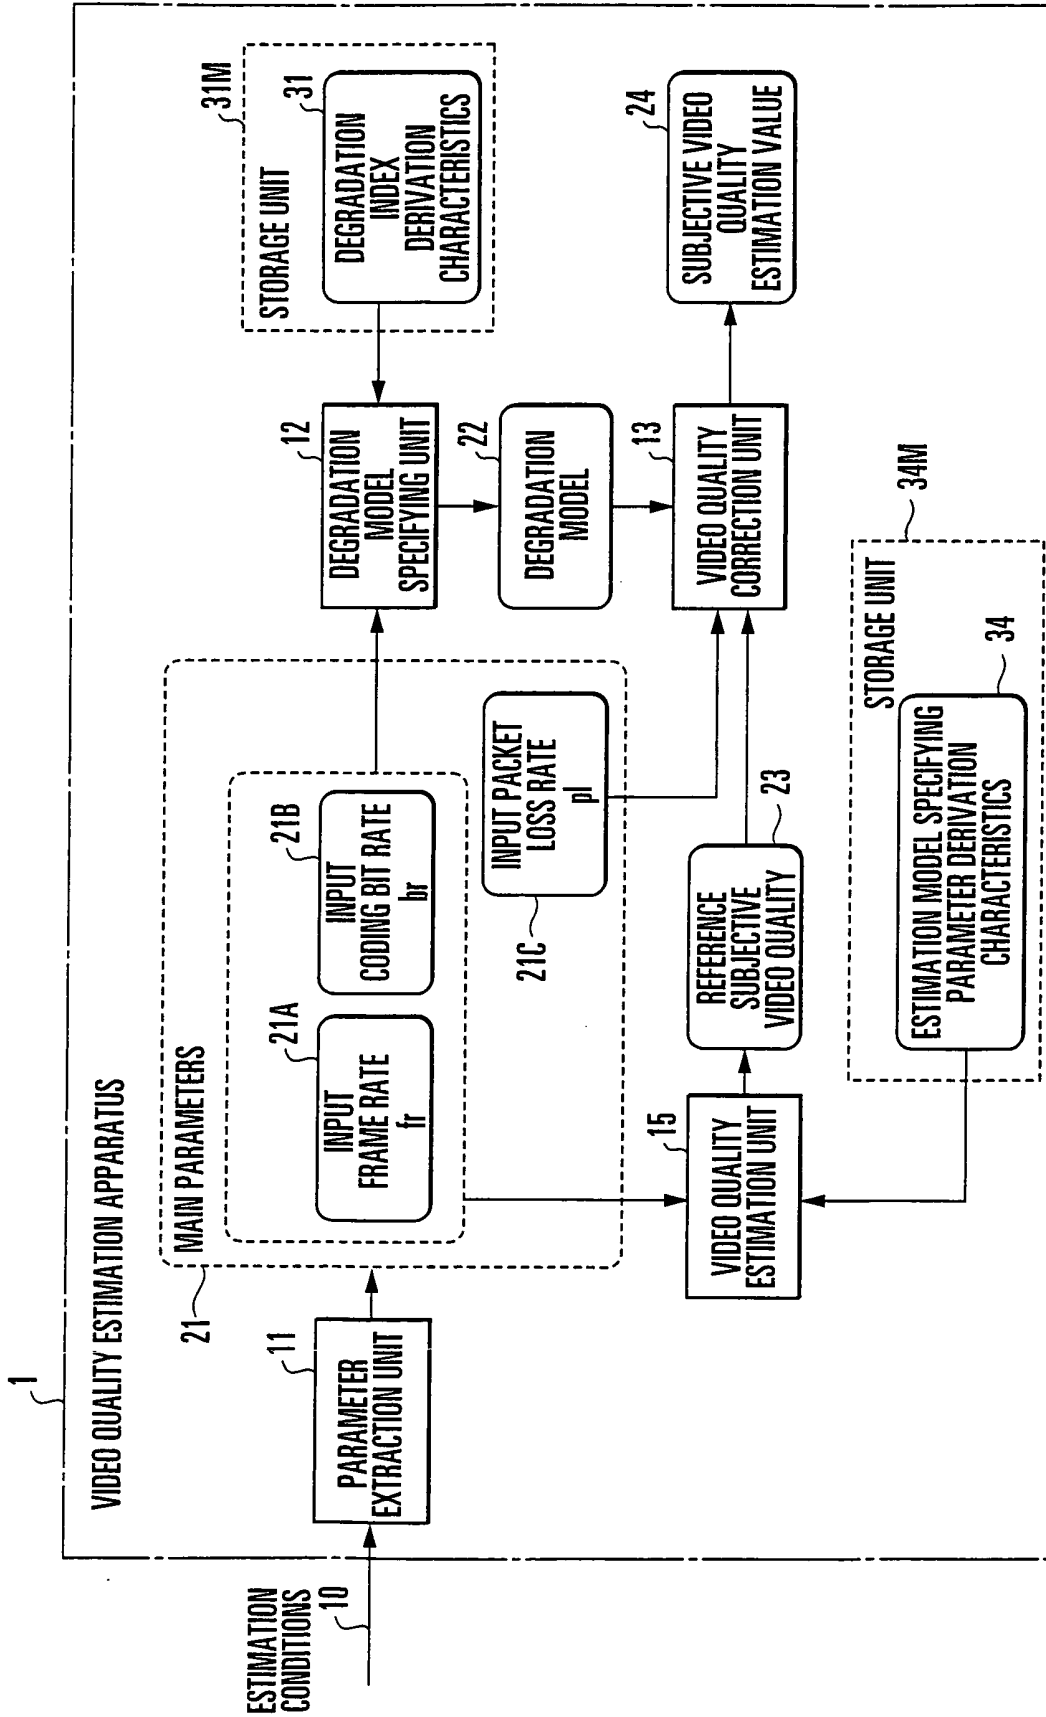 1
VIDEO QUALITY ESTIMATION APPARATUS
ESTIMATION
CONDITIONS
10
11
PARAMETER
EXTRACTION UNIT
21
MAIN PARAMETERS
21A
INPUT
FRAME RATE
fr
21B
INPUT
CODING BIT RATE
br
21C
INPUT PACKET
LOSS RATE
pl
12
DEGRADATION
MODEL
SPECIFYING UNIT
31M
STORAGE UNIT
31
DEGRADATION
INDEX
DERIVATION
CHARACTERISTICS
22
DEGRADATION
MODEL
15
VIDEO QUALITY
ESTIMATION UNIT
REFERENCE
SUBJECTIVE
VIDEO QUALITY
23
13
VIDEO QUALITY
CORRECTION UNIT
24
SUBJECTIVE VIDEO
QUALITY
ESTIMATION VALUE
34M
STORAGE UNIT
34
ESTIMATION MODEL SPECIFYING
PARAMETER DERIVATION
CHARACTERISTICS